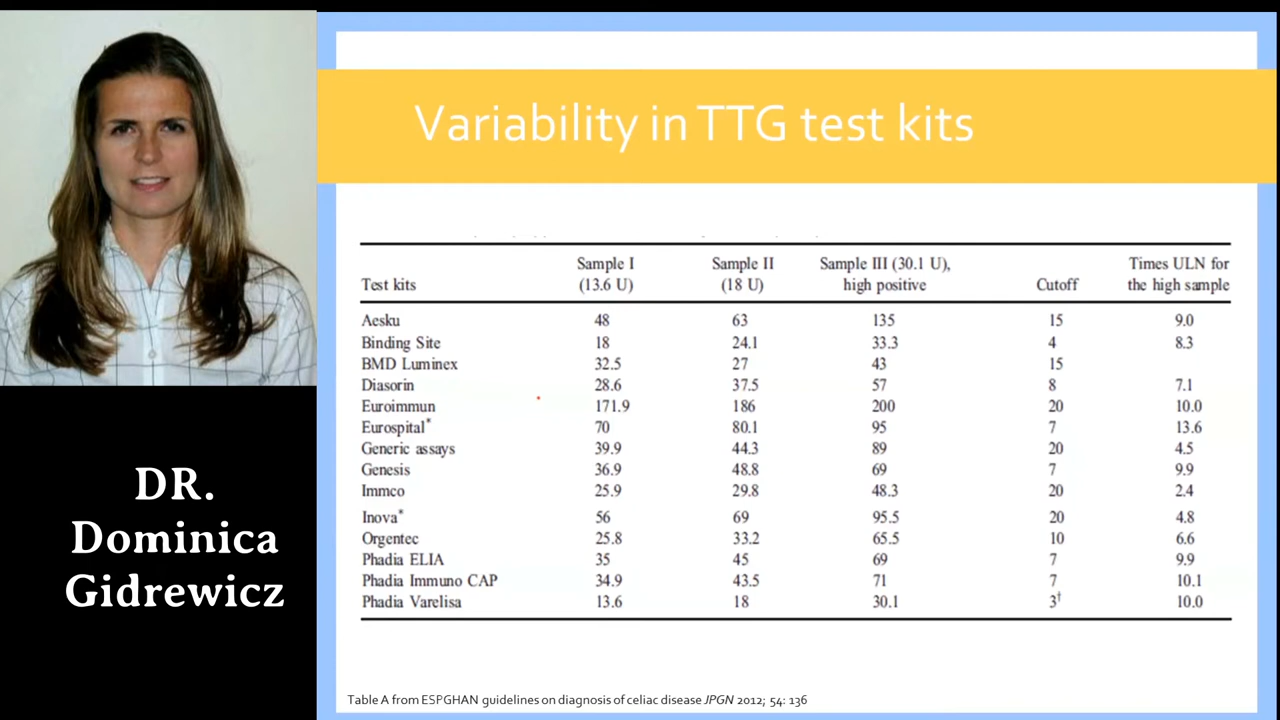 Variability in TTG test kits
Test kits Sample I (13.6 U) Sample II (18 U) Sample III (30.1 U), high positive Cutoff Times ULN for the high sample
Aesku 48 63 135 15 9.0
Binding Site 18 24.1 33.3 4 8.3
BMD Luminex 32.5 27 43 15
Diasorin 28.6 37.5 57 8 7.1
Euroimmun 171.9 186 200 20 10.0
Eurospital* 70 80.1 95 7 13.6
Generic assays 39.9 44.3 89 20 4.5
Genesis 36.9 48.8 69 7 9.9
Immco 25.9 29.8 48.3 20 2.4
Inova* 56 69 95.5 20 4.8
Orgentec 25.8 33.2 65.5 10 6.6
Phadia ELIA 35 45 69 7 9.9
Phadia Immuno CAP 34.9 43.5 71 7 10.1
Phadia Varelisa 13.6 18 30.1 3† 10.0
Table A from ESPGHAN guidelines on diagnosis of celiac disease JPGN 2012; 54: 136
DR.
Dominica
Gidrewicz